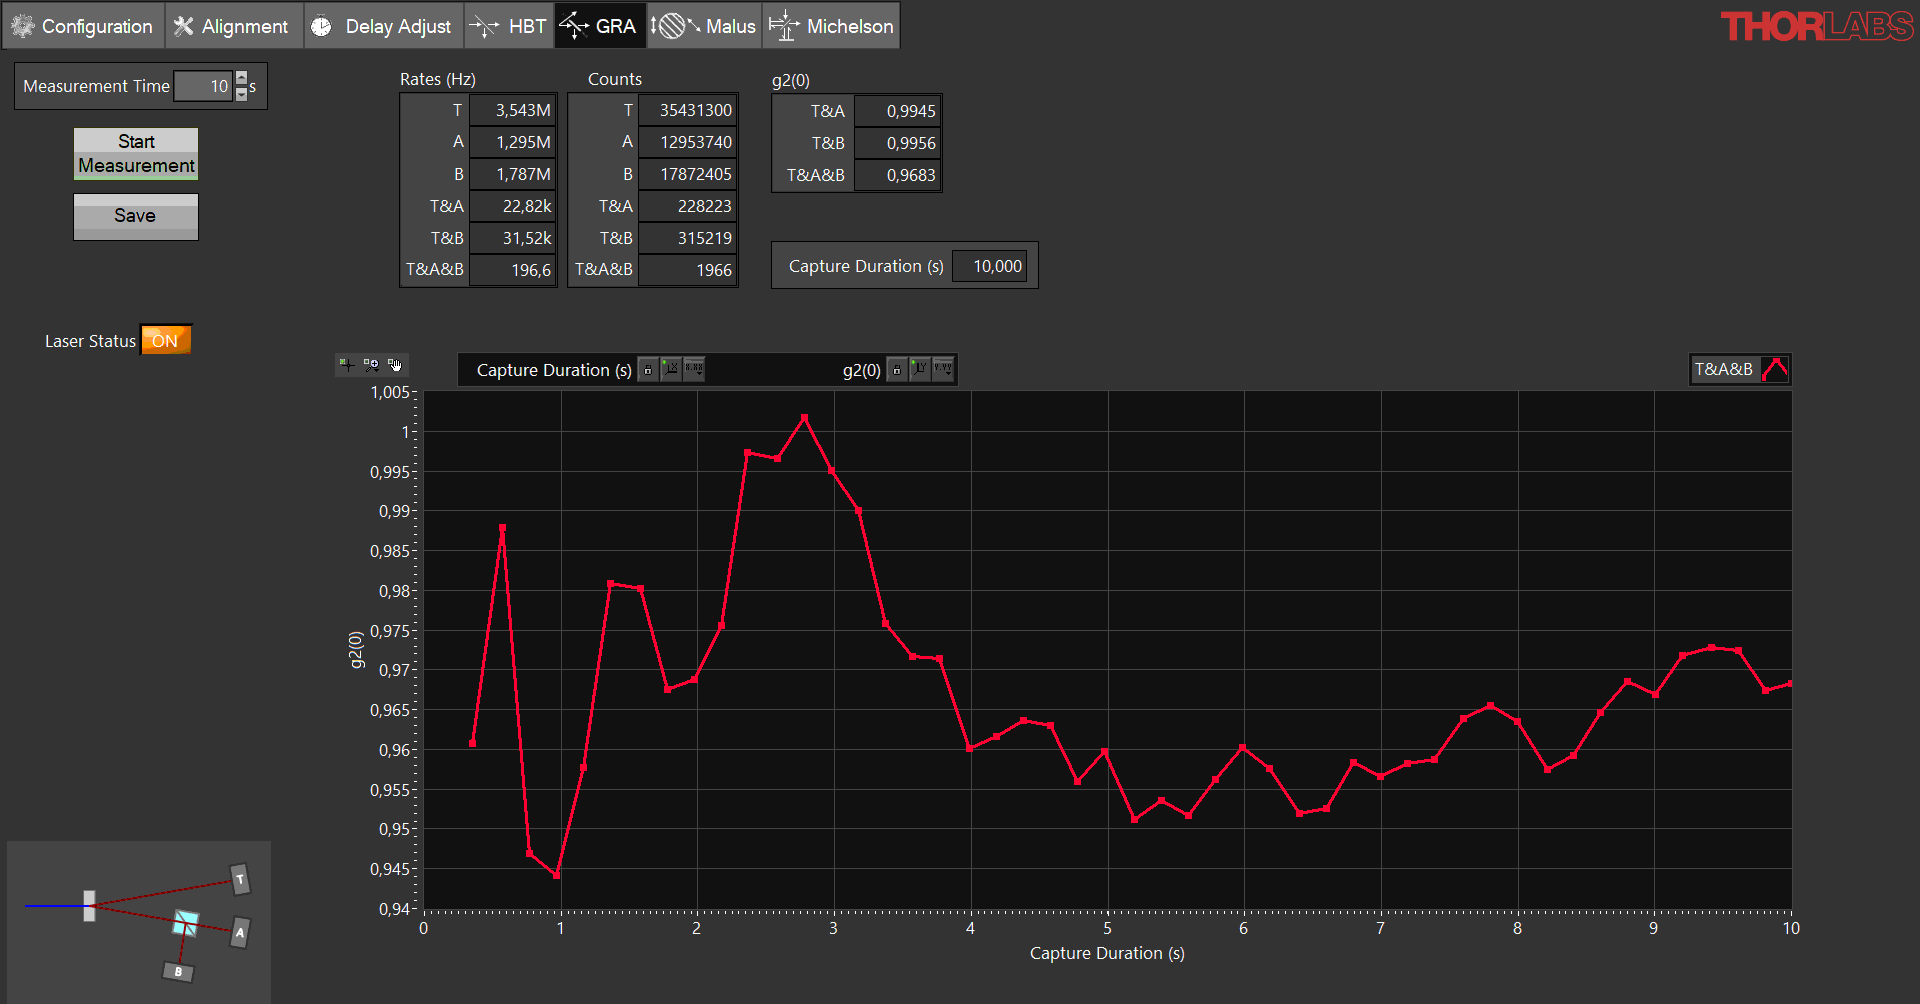 Configuration Alignment Delay Adjust HBT GRA Malus Michelson
THORLABS
Measurement Time 10 s
Start
Measurement
Save
Laser Status ON
Rates (Hz)
T 3,543M
A 1,295M
B 1,787M
T&A 22,82k
T&B 31,52k
T&A&B 196,6
Counts
T 35431300
A 12953740
B 17872405
T&A 228223
T&B 315219
T&A&B 1966
g2(0)
T&A 0,9945
T&B 0,9956
T&A&B 0,9683
Capture Duration (s) 10,000
Capture Duration (s) g2(0)
T&A&B
1,005
1
0,995
0,99
0,985
0,98
0,975
0,97
0,965
0,96
0,955
0,95
0,945
0,94
g2(0)
0 1 2 3 4 5 6 7 8 9 10
Capture Duration (s)
T
A
B